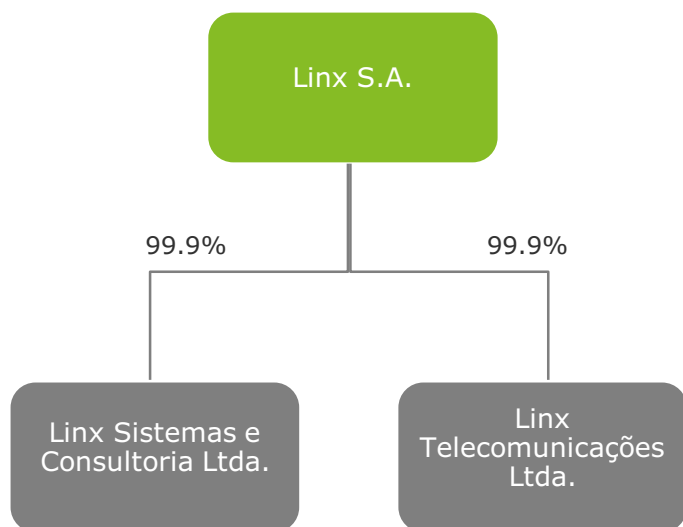 Linx S.A.
99.9%
99.9%
Linx Sistemas e
Consultoria Ltda.
Linx
Telecomunicações
Ltda.